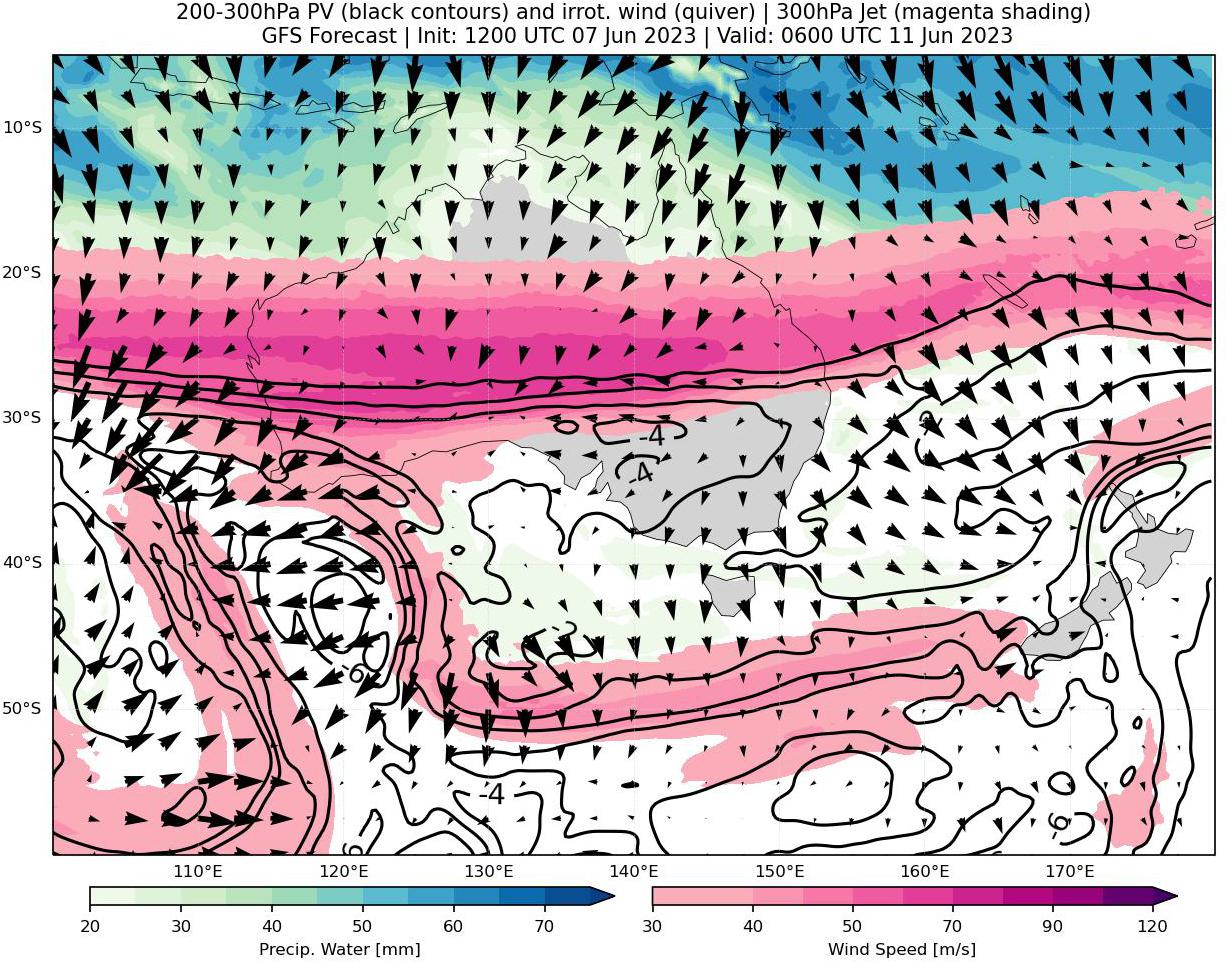 200-300hPa PV (black contours) and irrot. wind (quiver) | 300hPa Jet (magenta shading)
GFS Forecast | Init: 1200 UTC 07 Jun 2023 | Valid: 0600 UTC 11 Jun 2023
10°S
20°S
30°S
-4
-4
40°S
-6
50°S
-4
-6
110°E 120°E 130°E 140°E 150°E 160°E 170°E
20 30 40 50 60 70
30 40 50 70 90 120
Precip. Water [mm]
Wind Speed [m/s]